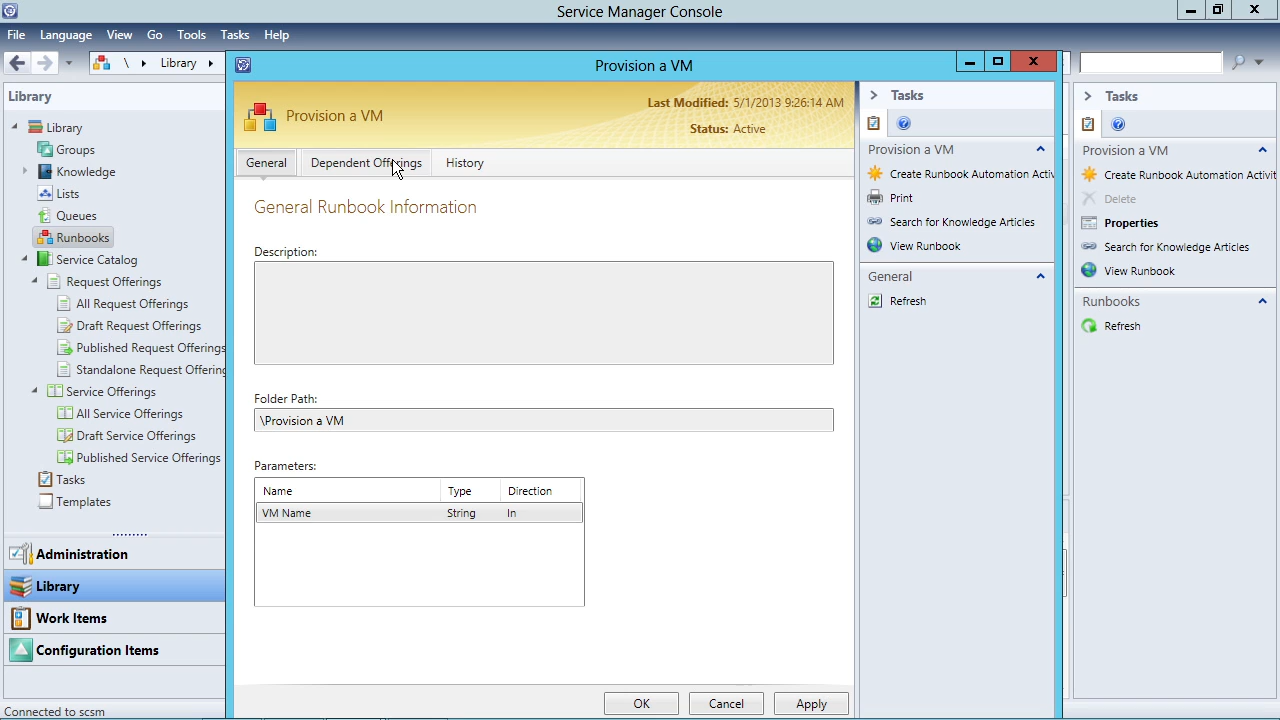 Service Manager Console
File Language View Go Tools Tasks Help
\ Library
Library
Library
Groups
Knowledge
Lists
Queues
Runbooks
Service Catalog
Request Offerings
All Request Offerings
Draft Request Offerings
Published Request Offerings
Standalone Request Offering
Service Offerings
All Service Offerings
Draft Service Offerings
Published Service Offerings
Tasks
Templates
Administration
Library
Work Items
Configuration Items
Connected to scsm
Provision a VM
Provision a VM
Last Modified: 5/1/2013 9:26:14 AM
Status: Active
General Dependent Offerings History
General Runbook Information
Description:
Folder Path:
\Provision a VM
Parameters:
Name Type Direction
VM Name String In
OK Cancel Apply
Tasks
Provision a VM
Create Runbook Automation Activ
Print
Search for Knowledge Articles
View Runbook
General
Refresh
Tasks
Provision a VM
Create Runbook Automation Activit
Delete
Properties
Search for Knowledge Articles
View Runbook
Runbooks
Refresh